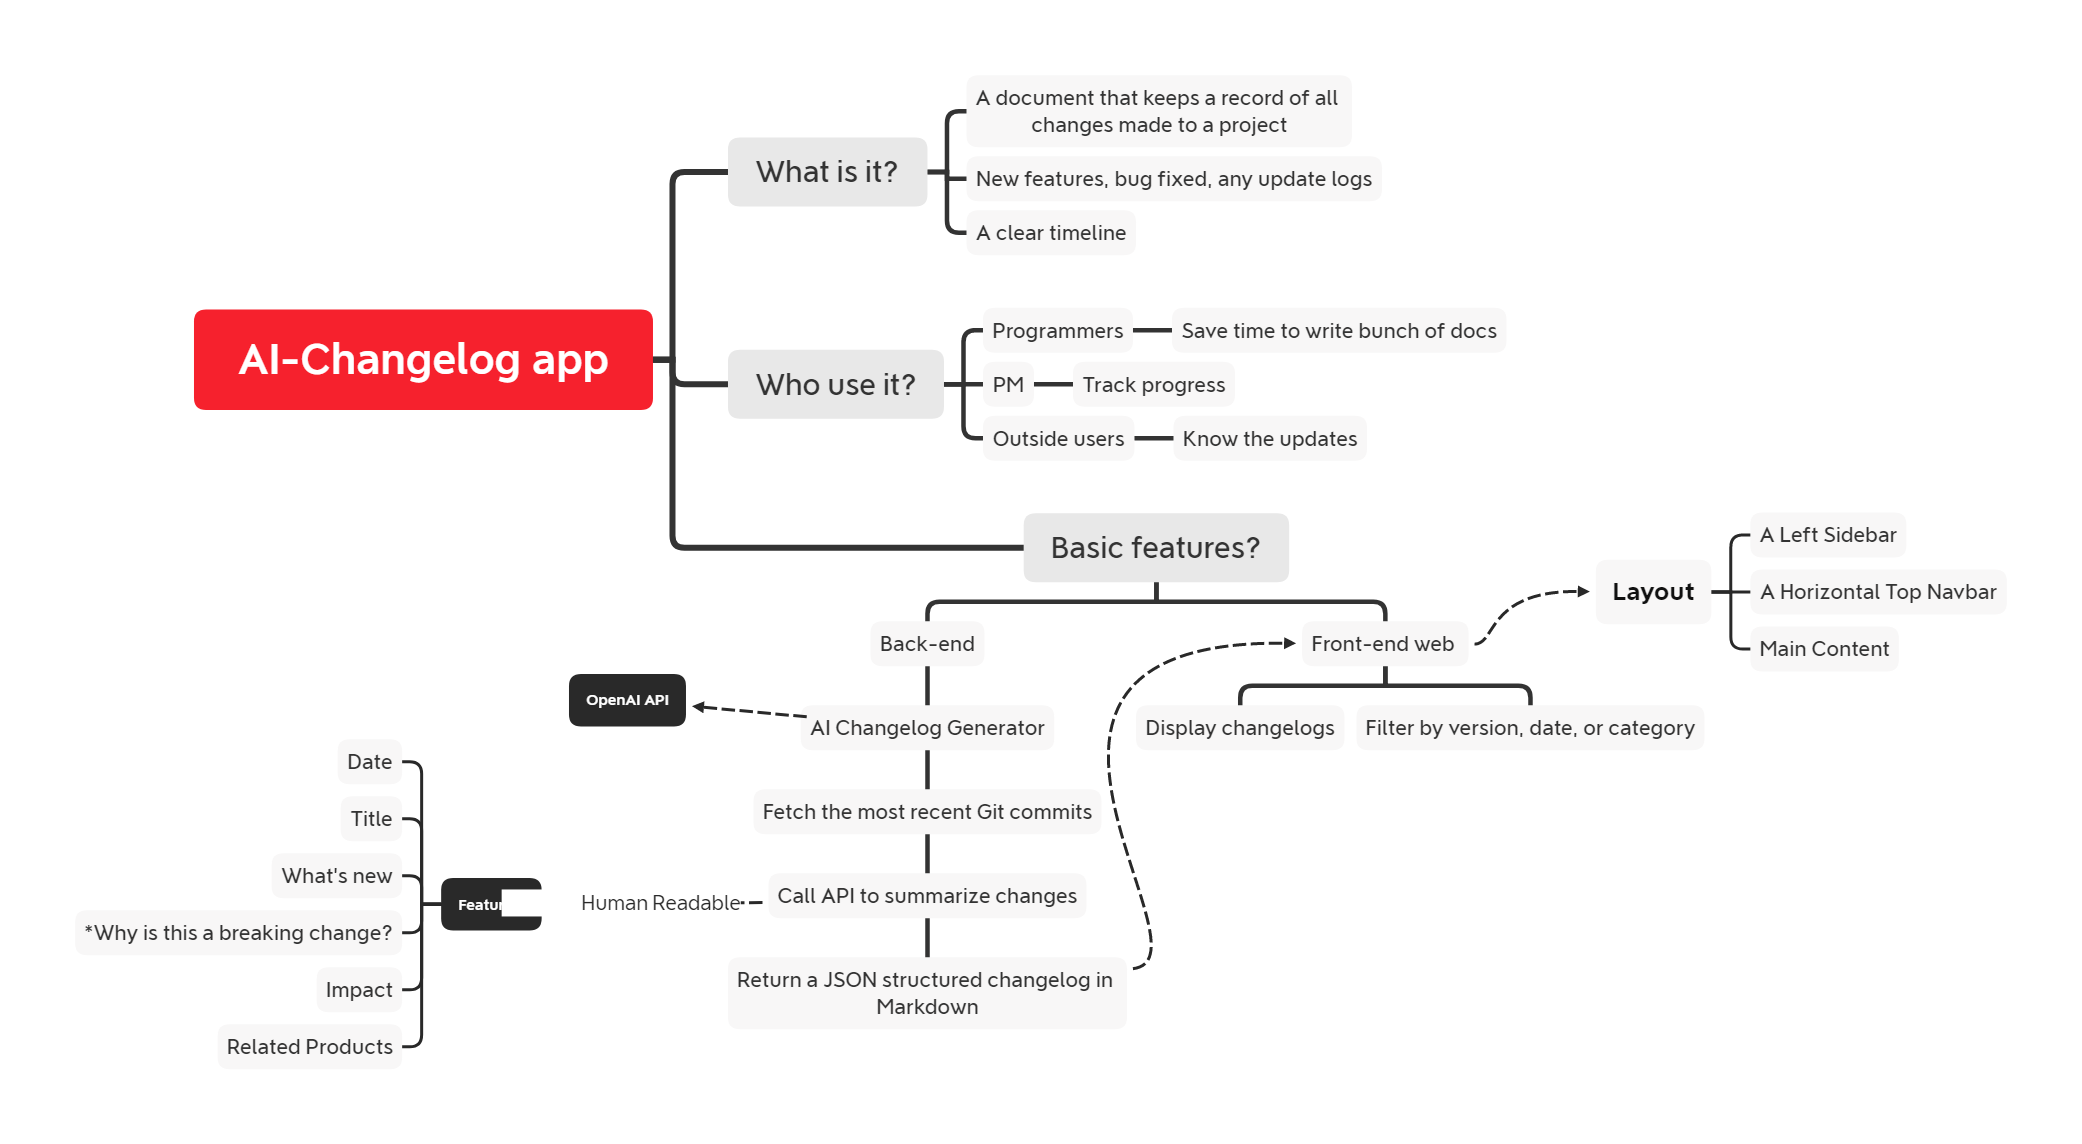 A document that keeps a record of all
changes made to a project
What is it?
New features, bug fixed, any update logs
A clear timeline
AI-Changelog app
Programmers
Save time to write bunch of docs
Who use it?
PM
Track progress
Outside users
Know the updates
Basic features?
Layout
A Left Sidebar
A Horizontal Top Navbar
Main Content
Back-end
Front-end web
OpenAI API
AI Changelog Generator
Display changelogs
Filter by version, date, or category
Fetch the most recent Git commits
Human Readable
Call API to summarize changes
Return a JSON structured changelog in
Markdown
Date
Title
What's new
*Why is this a breaking change?
Impact
Related Products